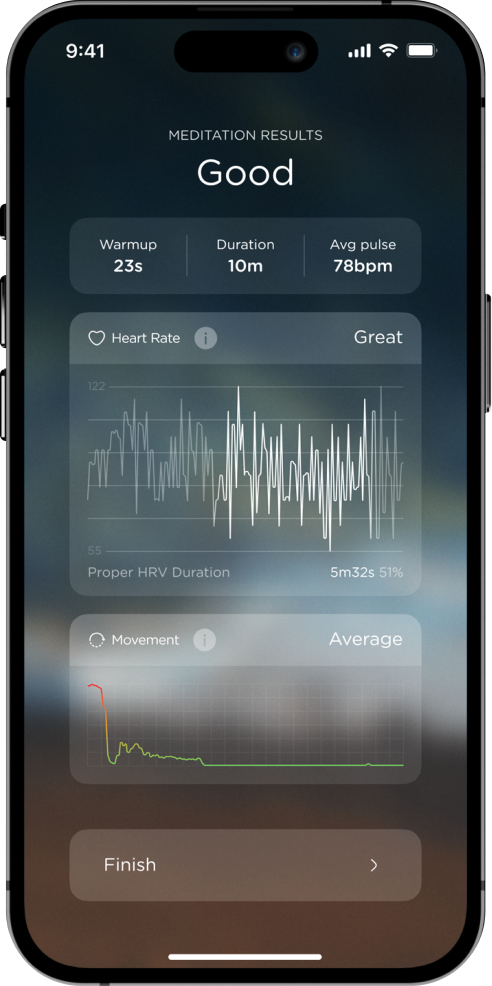 9:41
MEDITATION RESULTS
Good
Warmup Duration Avg pulse
23s 10m 78bpm
Heart Rate i Great
122
55
Proper HRV Duration 5m32s 51%
Movement i Average
Finish